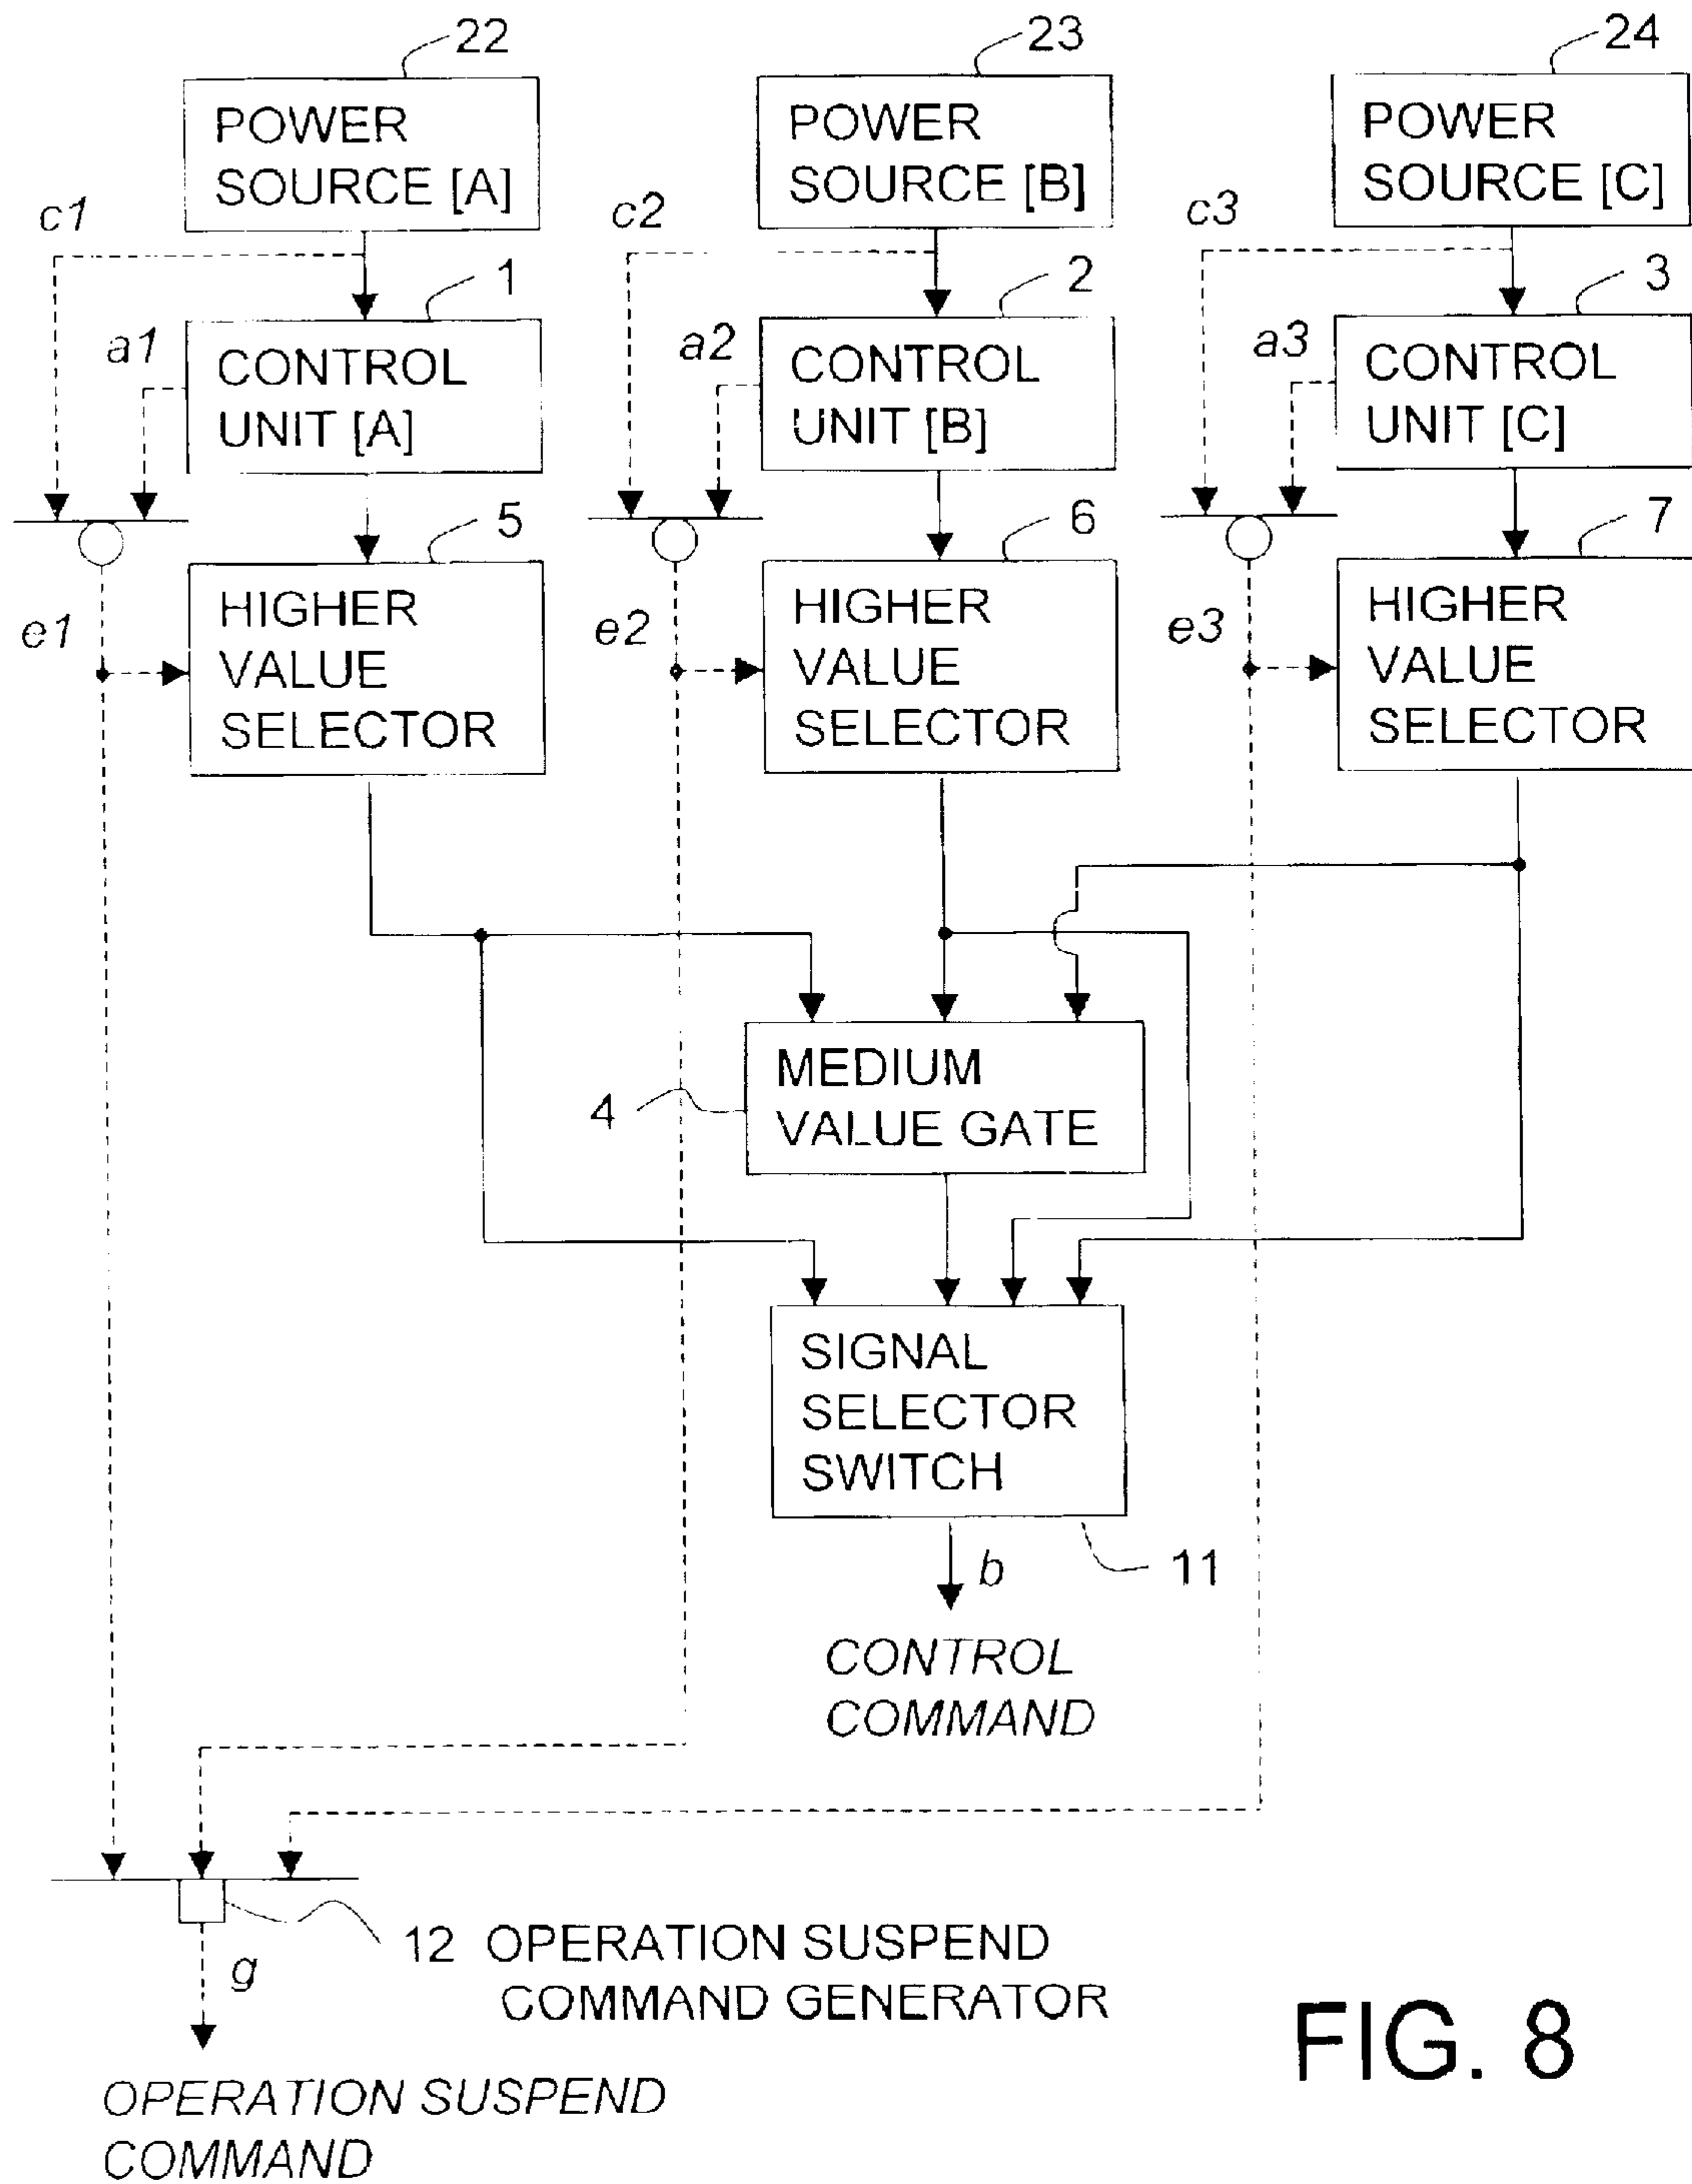 22
23
24
POWER
SOURCE [A]
POWER
SOURCE [B]
POWER
SOURCE [C]
c1
c2
c3
1
2
3
a1
a2
a3
CONTROL
UNIT [A]
CONTROL
UNIT [B]
CONTROL
UNIT [C]
5
6
7
e1
e2
e3
HIGHER
VALUE
SELECTOR
HIGHER
VALUE
SELECTOR
HIGHER
VALUE
SELECTOR
4
MEDIUM
VALUE GATE
SIGNAL
SELECTOR
SWITCH
b
11
CONTROL
COMMAND
12 OPERATION SUSPEND
COMMAND GENERATOR
g
OPERATION SUSPEND
COMMAND
FIG. 8